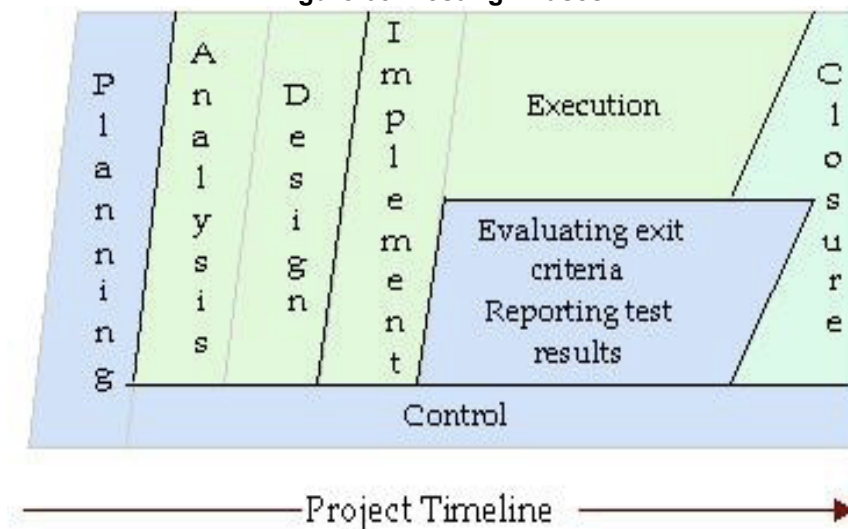 Planning
Analysis
Design
Implement
Execution
Evaluating exit
criteria
Reporting test
results
Closure
Control
Project Timeline